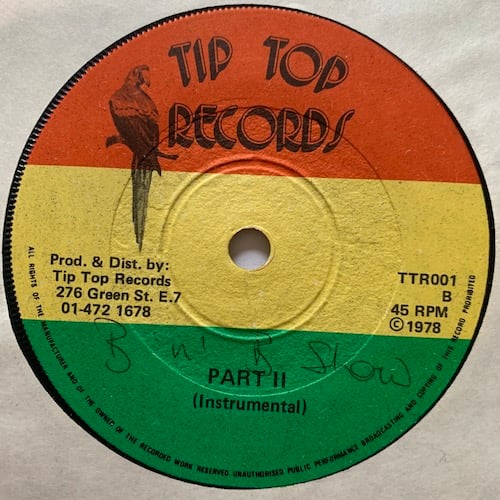 TIP TOP
RECORDS
Prod. & Dist. by:
Tip Top Records
276 Green St. E.7
01-472 1678
TTR001
B
45 RPM
© 1978
B n' B Show
PART II
(Instrumental)
ALL RIGHTS OF THE MANUFACTURER AND OF THE OWNER OF THE RECORDED WORK RESERVED UNAUTHORISED PUBLIC PERFORMANCE BROADCASTING AND COPYING OF THIS RECORD PROHIBITED